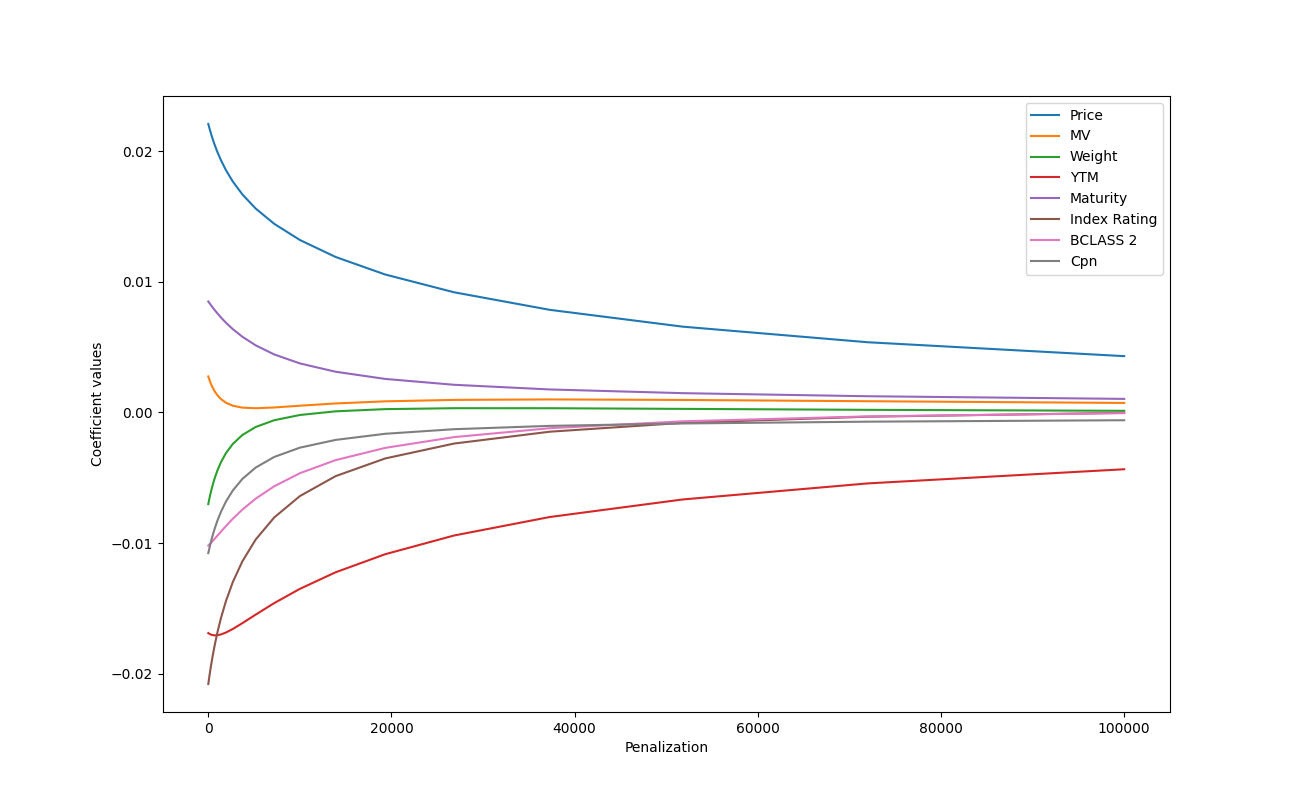 Price
MV
Weight
YTM
Maturity
Index Rating
BCLASS 2
Cpn
0.02
0.01
0.00
−0.01
−0.02
Coefficient values
0 20000 40000 60000 80000 100000
Penalization